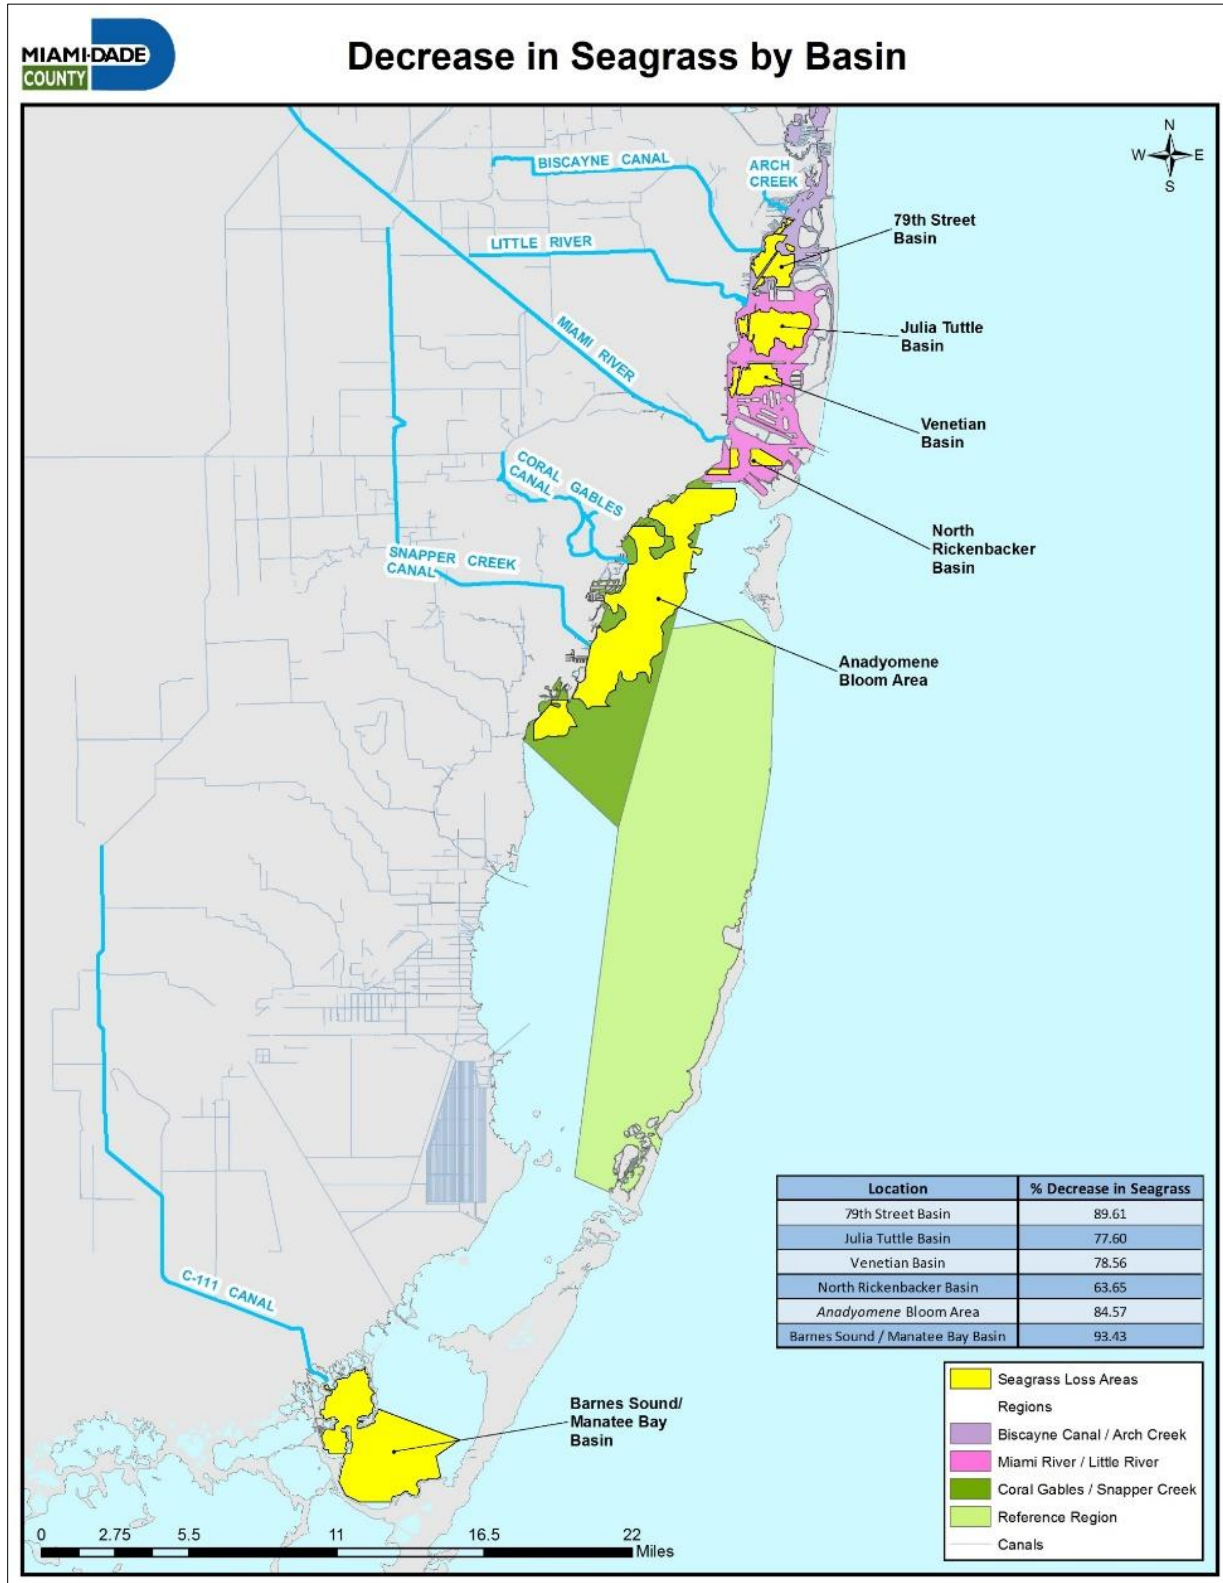 MIAMI-DADE
COUNTY
Decrease in Seagrass by Basin
N
W E
S
BISCAYNE CANAL
ARCH
CREEK
79th Street
Basin
LITTLE RIVER
Julia Tuttle
Basin
MIAMI RIVER
Venetian
Basin
CORAL GABLES
CANAL
North
Rickenbacker
Basin
SNAPPER CREEK
CANAL
Anadyomene
Bloom Area
Location % Decrease in Seagrass
79th Street Basin 89.61
Julia Tuttle Basin 77.60
Venetian Basin 78.56
North Rickenbacker Basin 63.65
Anadyomene Bloom Area 84.57
Barnes Sound / Manatee Bay Basin 93.43
C-111 CANAL
Barnes Sound/
Manatee Bay
Basin
Seagrass Loss Areas
Regions
Biscayne Canal / Arch Creek
Miami River / Little River
Coral Gables / Snapper Creek
Reference Region
Canals
0 2.75 5.5 11 16.5 22
Miles